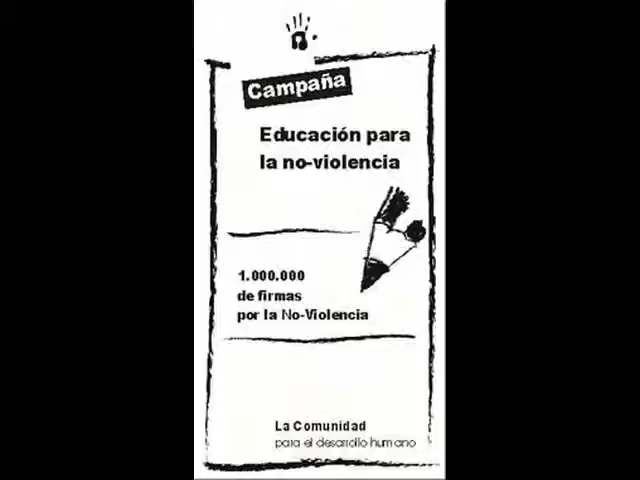 Campaña
Educación para
la no-violencia
1.000.000
de firmas
por la No-Violencia
La Comunidad
para el desarrollo humano